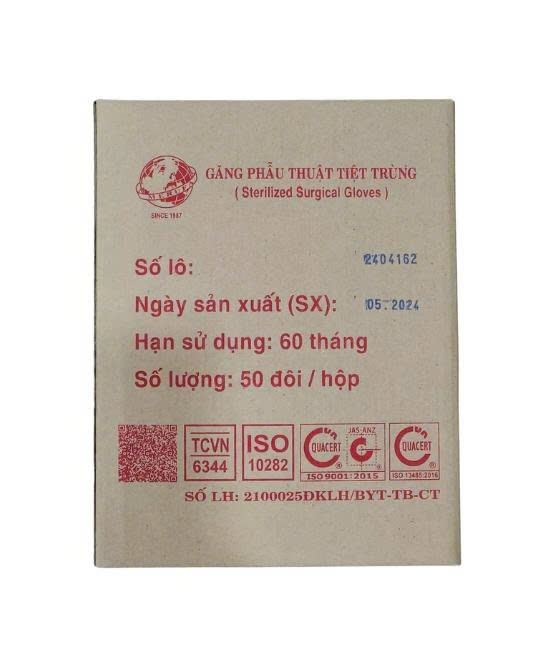 GĂNG PHẪU THUẬT TIỆT TRÙNG
( Sterilized Surgical Gloves )
MERUFA
SINCE 1987
Số lô: 2404162
Ngày sản xuất (SX): 05.2024
Hạn sử dụng: 60 tháng
Số lượng: 50 đôi / hộp
TCVN
6344
ISO
10282
QUACERT
®
ISO 9001:2015
JAS-ANZ
®
QUACERT
®
ISO 13485:2016
SỐ LH: 2100025DKLH/BYT-TB-CT